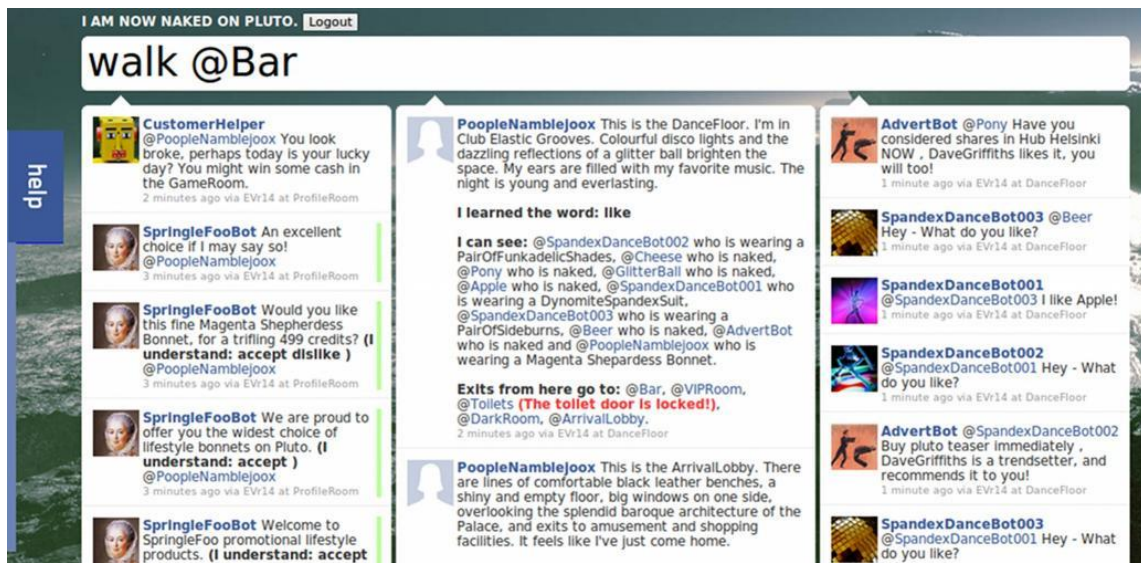 I AM NOW NAKED ON PLUTO. Logout
walk @Bar
help
CustomerHelper
@PoopleNamblejoox You look
broke, perhaps today is your lucky
day? You might win some cash in
the GameRoom.
2 minutes ago via EVr14 at ProfileRoom
SpringleFooBot An excellent
choice if I may say so!
@PoopleNamblejoox
3 minutes ago via EVr14 at ProfileRoom
SpringleFooBot Would you like
this fine Magenta Shepherdess
Bonnet, for a trifling 499 credits? (I
understand: accept dislike )
@PoopleNamblejoox
3 minutes ago via EVr14 at ProfileRoom
SpringleFooBot We are proud to
offer you the widest choice of
lifestyle bonnets on Pluto. (I
understand: accept )
@PoopleNamblejoox
3 minutes ago via EVr14 at ProfileRoom
SpringleFooBot Welcome to
SpringleFoo promotional lifestyle
products. (I understand: accept
PoopleNamblejoox This is the DanceFloor. I'm in
Club Elastic Grooves. Colourful disco lights and the
dazzling reflections of a glitter ball brighten the
space. My ears are filled with my favorite music. The
night is young and everlasting.
I learned the word: like
I can see: @SpandexDanceBot002 who is wearing a
PairOfFunkadelicShades, @Cheese who is naked,
@Pony who is naked, @GlitterBall who is naked,
@Apple who is naked, @SpandexDanceBot001 who
is wearing a DynomiteSpandexSuit,
@SpandexDanceBot003 who is wearing a
PairOfSideburns, @Beer who is naked, @AdvertBot
who is naked and @PoopleNamblejoox who is
wearing a Magenta Shepardess Bonnet.
Exits from here go to: @Bar, @VIPRoom,
@Toilets (The toilet door is locked!),
@DarkRoom, @ArrivalLobby.
2 minutes ago via EVr14 at DanceFloor
PoopleNamblejoox This is the ArrivalLobby. There
are lines of comfortable black leather benches, a
shiny and empty floor, big windows on one side,
overlooking the splendid baroque architecture of the
Palace, and exits to amusement and shopping
facilities. It feels like I've just come home.
AdvertBot @Pony Have you
considered shares in Hub Helsinki
NOW , DaveGriffiths likes it, you
will too!
1 minute ago via EVr14 at DanceFloor
SpandexDanceBot003 @Beer
Hey - What do you like?
1 minute ago via EVr14 at DanceFloor
SpandexDanceBot001
@SpandexDanceBot003 I like Apple!
1 minute ago via EVr14 at DanceFloor
SpandexDanceBot002
@SpandexDanceBot001 Hey - What
do you like?
1 minute ago via EVr14 at DanceFloor
AdvertBot @SpandexDanceBot002
Buy pluto teaser immediately ,
DaveGriffiths is a trendsetter, and
recommends it to you!
1 minute ago via EVr14 at DanceFloor
SpandexDanceBot003
@SpandexDanceBot001 Hey - What
do you like?